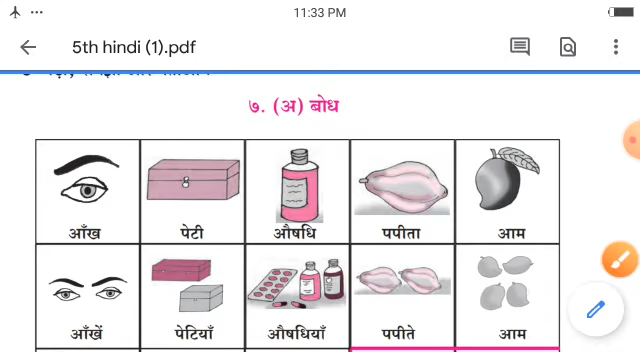 11:33 PM
5th hindi (1).pdf
७. (अ) बोध
आँख पेटी औषधि पपीता आम
आँखें पेटियाँ औषधियाँ पपीते आम